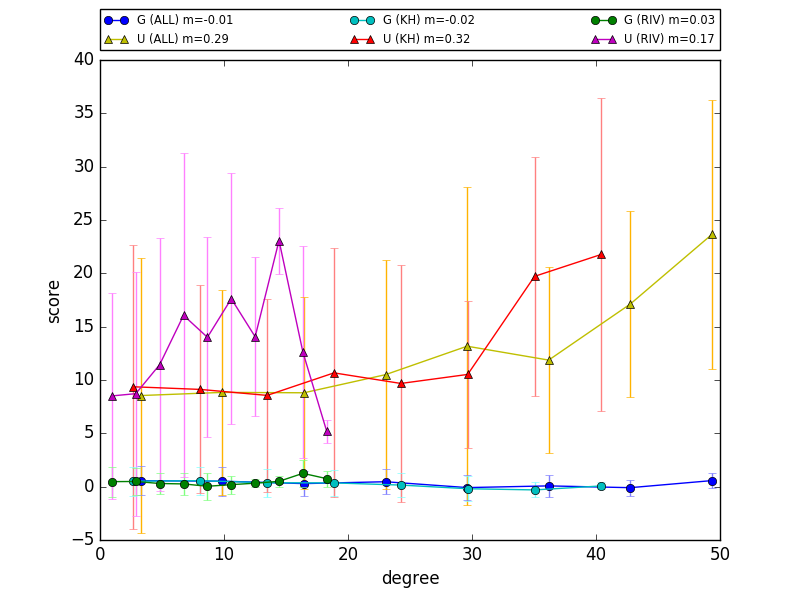 G (ALL) m=-0.01 G (KH) m=-0.02 G (RIV) m=0.03
U (ALL) m=0.29 U (KH) m=0.32 U (RIV) m=0.17
40
35
30
25
20
15
10
5
0
−5
score
0 10 20 30 40 50
degree